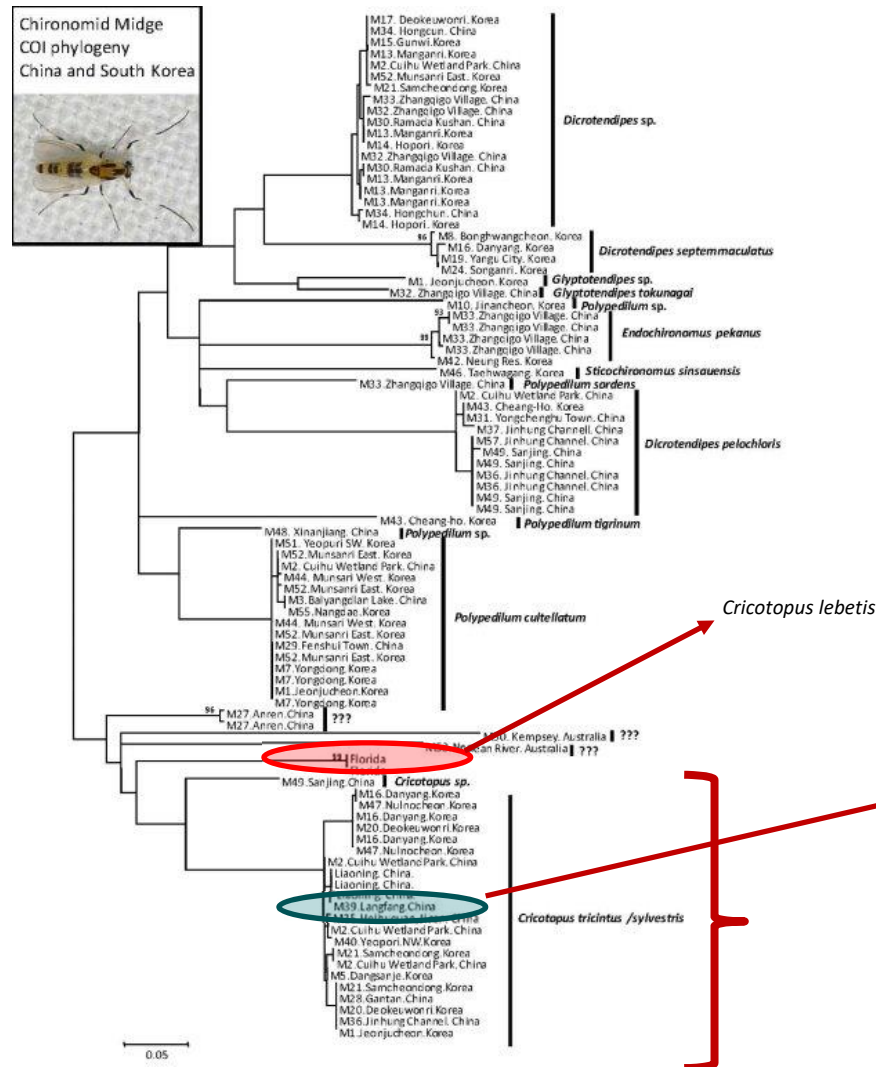 Chironomid Midge
COI phylogeny
China and South Korea
M17. Deokeuwonri. Korea
M34. Hongcun. China
M15. Gunwi. Korea
M13. Manganri. Korea
M2. Cuihu Wetland Park. China
M52. Munsanri East. Korea
M21. Samcheondong. Korea
M33. Zhangqigo Village. China
M32. Zhangqigo Village. China
M30. Ramada Kushan. China
M13. Manganri. Korea
M14. Hopori. Korea
M32. Zhangqigo Village. China
M30. Ramada Kushan. China
M13. Manganri. Korea
M13. Manganri. Korea
M13. Manganri. Korea
M34. Hongchun. China
M14. Hopori. Korea
Dicrotendipes sp.
96
M8. Bonghwangcheon. Korea
M16. Danyang. Korea
M19. Yangu City. Korea
M24. Songanri. Korea
Dicrotendipes septemmaculatus
M1. Jeonjucheon. Korea
Glyptotendipes sp.
M32. Zhangqigo Village. China
Glyptotendipes tokunagai
M10. Jinancheon. Korea
Polypedilum sp.
93
M33. Zhangqigo Village. China
M33. Zhangqigo Village. China
99
M33. Zhangqigo Village. China
M33. Zhangqigo Village. China
M42. Neung Res. Korea
Endochironomus pekanus
M46. Taehwagang. Korea
Sticochironomus sinsauensis
M33. Zhangqigo Village. China
Polypedilum sordens
M2. Cuihu Wetland Park. China
M43. Cheang-Ho. Korea
M31. Yongchenghu Town. China
M37. Jinhung Channell. China
M57. Jinhung Channel. China
M49. Sanjing. China
M49. Sanjing. China
M36. Jinhung Channel. China
M36. Jinhung Channel. China
M49. Sanjing. China
M49. Sanjing. China
Dicrotendipes pelochloris
M43. Cheang-ho. Korea
Polypedilum tigrinum
M48. Xinanjiang. China
Polypedilum sp.
M51. Yeopuri SW. Korea
M52. Munsanri East. Korea
M2. Cuihu Wetland Park. China
M44. Munsari West. Korea
M52. Munsanri East. Korea
M3. Baiyangdian Lake. China
M55. Nangdae. Korea
M44. Munsari West. Korea
M52. Munsanri East. Korea
M29. Fenshui Town. China
M52. Munsanri East. Korea
M7. Yongdong. Korea
M7. Yongdong. Korea
M1. Jeonjucheon. Korea
M7. Yongdong. Korea
Polypedilum cultellatum
Cricotopus lebetis
96
M27. Anren. China
M27. Anren. China
???
Kempsey. Australia
???
River. Australia
???
99
Florida
M49. Sanjing. China
Cricotopus sp.
M16. Danyang. Korea
M47. Nulnocheon. Korea
M16. Danyang. Korea
M20. Deokeuwonri. Korea
M16. Danyang. Korea
M47. Nulnocheon. Korea
M2. Cuihu Wetland Park. China
Liaoning. China.
Liaoning. China.
M39. Langfang. China
M2. Cuihu Wetland Park. China
M40. Yeopori. NW. Korea
M21. Samcheondong. Korea
M2. Cuihu Wetland Park. China
M5. Dangsanje. Korea
M21. Samcheondong. Korea
M28. Gantan. China
M20. Deokeuwonri. Korea
M36. Jinhung Channel. China
M1. Jeonjucheon. Korea
Cricotopus tricintus /sylvestris
0.05